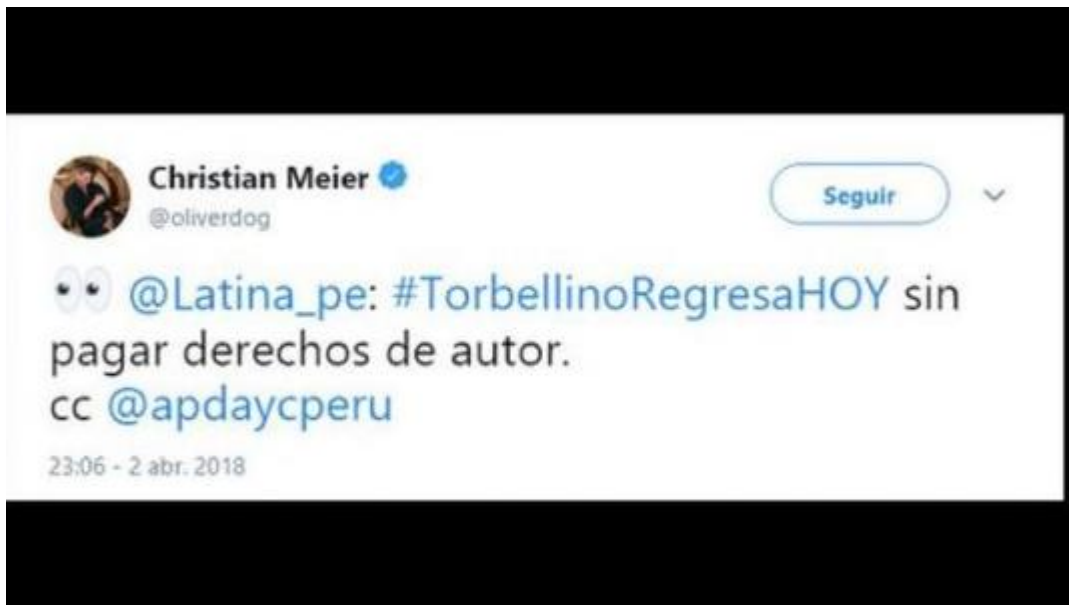 Christian Meier
@oliverdog
Seguir
👀 @Latina_pe: #TorbellinoRegresaHOY sin
pagar derechos de autor.
cc @apdaycperu
23:06 - 2 abr. 2018